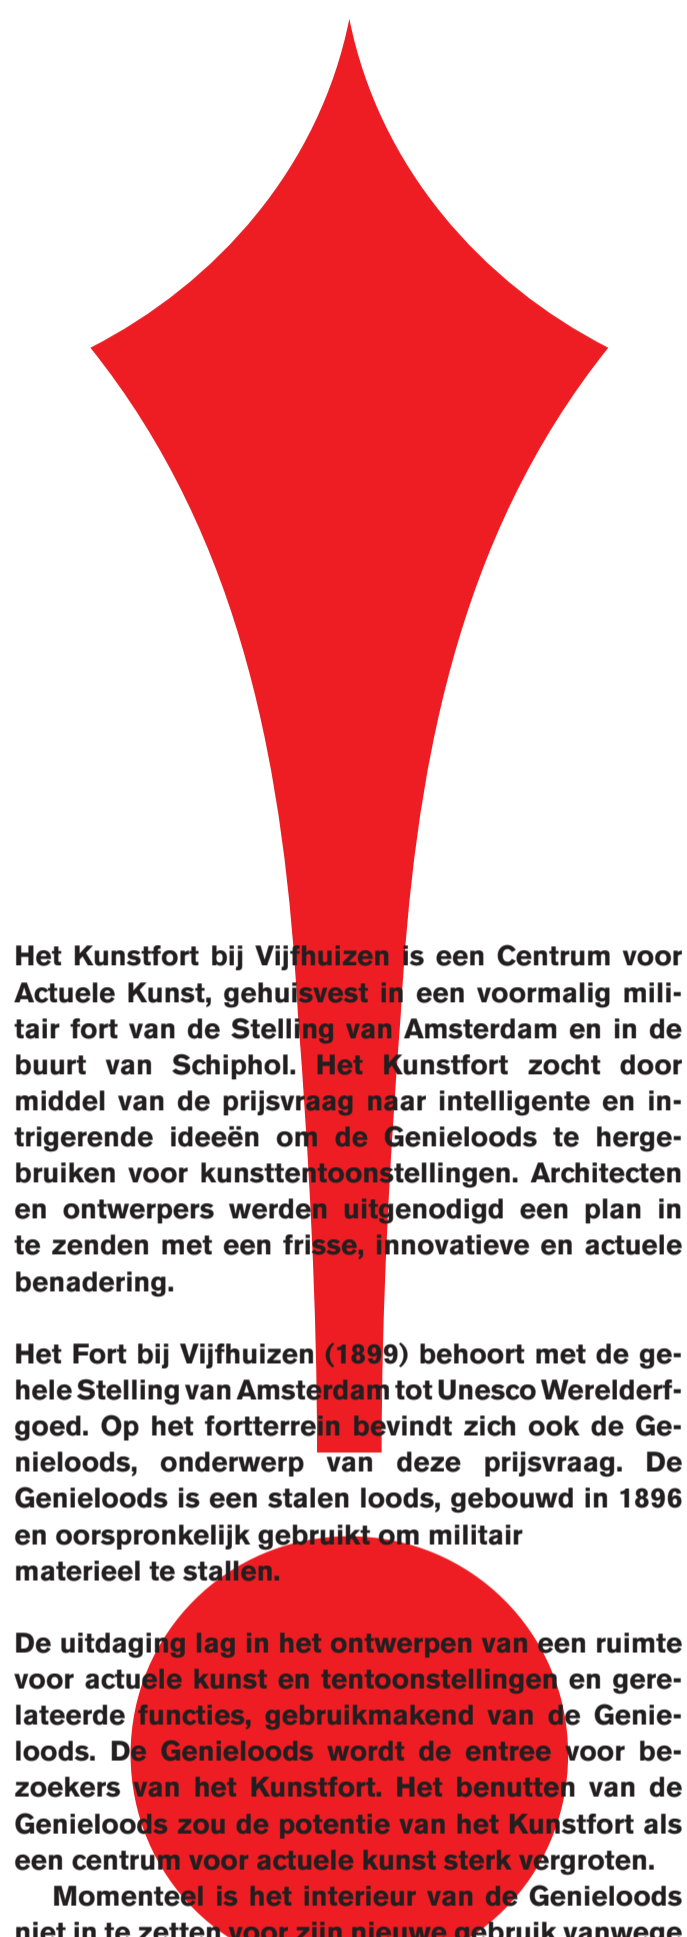 Het Kunstfort bij Vijfhuizen is een Centrum voor
Actuele Kunst, gehuisvest in een voormalig mili-
tair fort van de Stelling van Amsterdam en in de
buurt van Schiphol. Het Kunstfort zocht door
middel van de prijsvraag naar intelligente en in-
trigerende ideeën om de Genieloods te herge-
bruiken voor kunsttentoonstellingen. Architecten
en ontwerpers werden uitgenodigd een plan in
te zenden met een frisse, innovatieve en actuele
benadering.

Het Fort bij Vijfhuizen (1899) behoort met de ge-
hele Stelling van Amsterdam tot Unesco Werelderf-
goed. Op het fortterrein bevindt zich ook de Ge-
nieloods, onderwerp van deze prijsvraag. De
Genieloods is een stalen loods, gebouwd in 1896
en oorspronkelijk gebruikt om militair
materieel te stallen.

De uitdaging lag in het ontwerpen van een ruimte
voor actuele kunst en tentoonstellingen en gere-
lateerde functies, gebruikmakend van de Genie-
loods. De Genieloods wordt de entree voor be-
zoekers van het Kunstfort. Het benutten van de
Genieloods zou de potentie van het Kunstfort als
een centrum voor actuele kunst sterk vergroten.
Momenteel is het interieur van de Genieloods
niet in te zetten voor zijn nieuwe gebruik vanwege